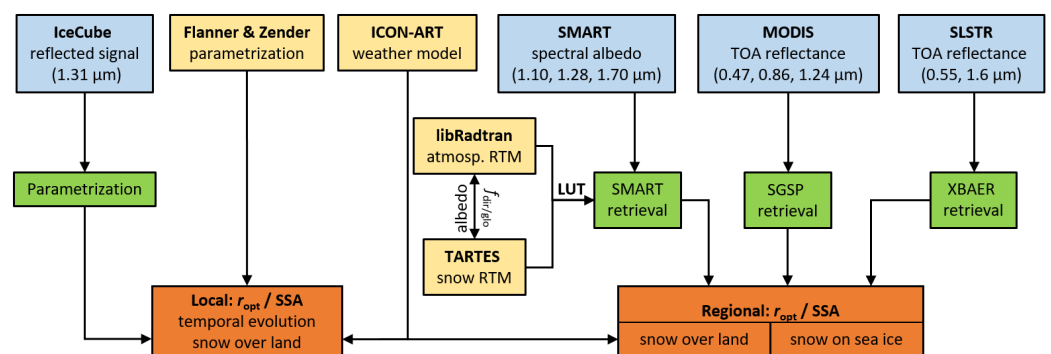 IceCube
reflected signal
(1.31 µm)
Flanner & Zender
parametrization
ICON-ART
weather model
SMART
spectral albedo
(1.10, 1.28, 1.70 µm)
MODIS
TOA reflectance
(0.47, 0.86, 1.24 µm)
SLSTR
TOA reflectance
(0.55, 1.6 µm)
libRadtran
atmosp. RTM
albedo
f dir/glo
TARTES
snow RTM
LUT
Parametrization
SMART
retrieval
SGSP
retrieval
XBAER
retrieval
Local: ropt / SSA
temporal evolution
snow over land
Regional: ropt / SSA
snow over land
snow on sea ice